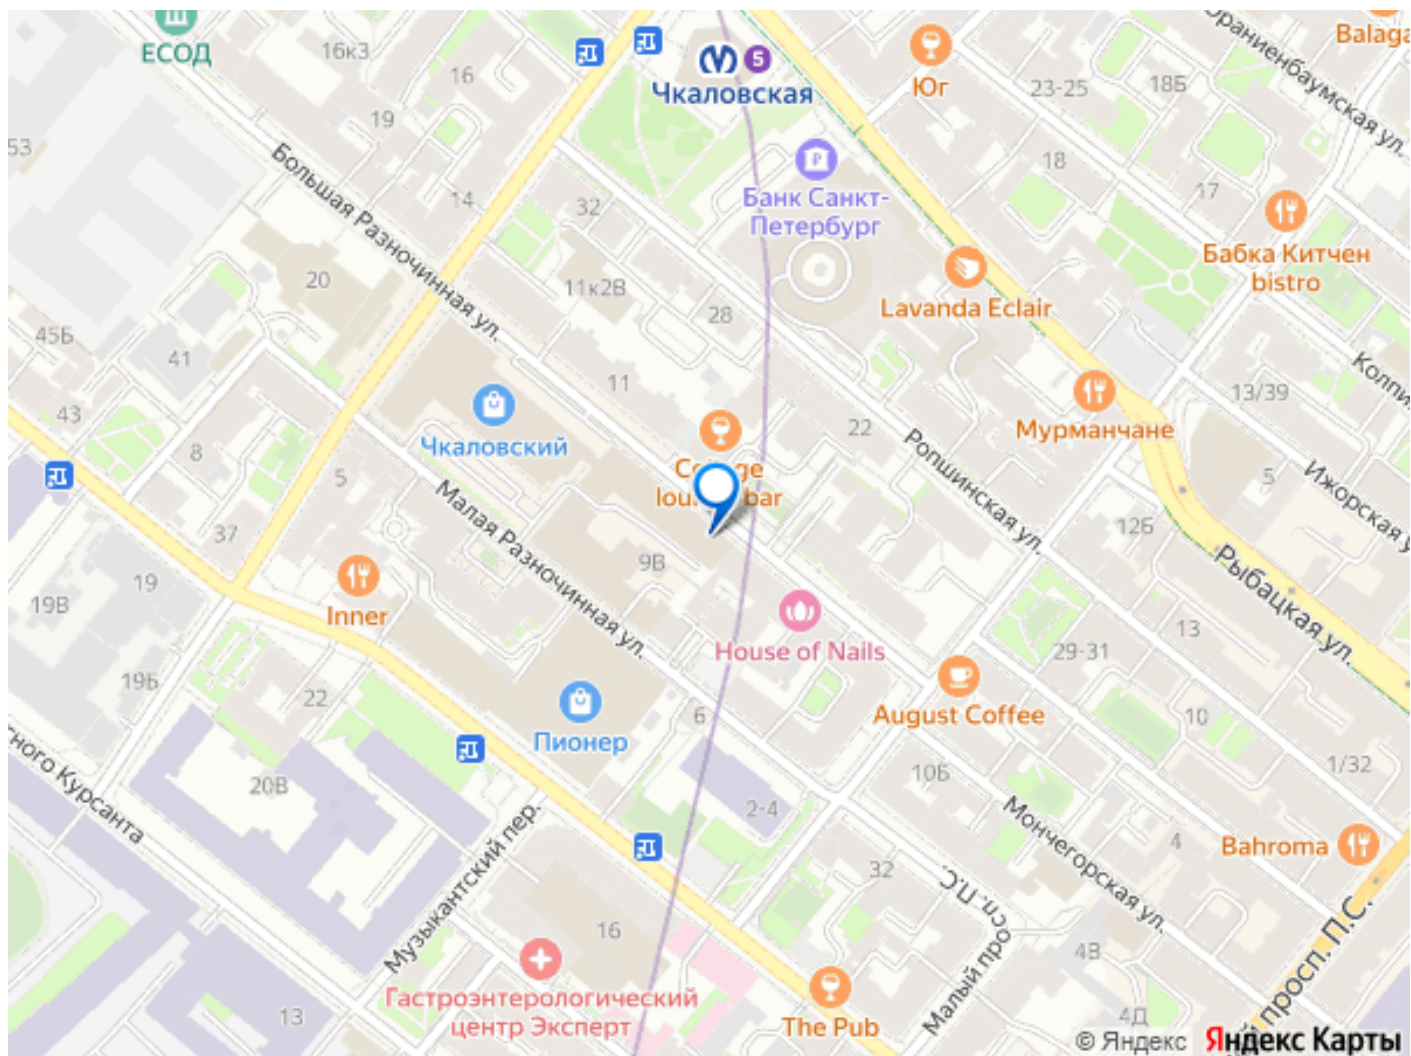 ЕСОД
16к3
16
19
53
5
Чкаловская
Юг
23-25
18Б
Balaga
ул.
18
17
Банк Санкт-
Петербург
Бабка Китчен
bistro
Большая Разночинная ул.
14
32
20
11к2В
28
Lavanda Eclair
45Б
41
43
8
11
Чкаловский
22
Мурманчане
13/39
5
Ропшинская ул.
Ижорская
12Б
Рыбацкая ул.
lou
bar
5
37
Малая Разночинная ул.
9В
19
19В
Inner
House of Nails
29-31
13
19Б
22
Пионер
6
August Coffee
10
10Б
1/32
20В
2-4
Курсанта
Музыкантский пер.
32
Мончегорская ул.
4
Bahroma
Малый просп. П.С.
4В
просп. П.С.
16
Гастроэнтерологический
центр Эксперт
13
The Pub
4Д
© Яндекс Яндекс Карты